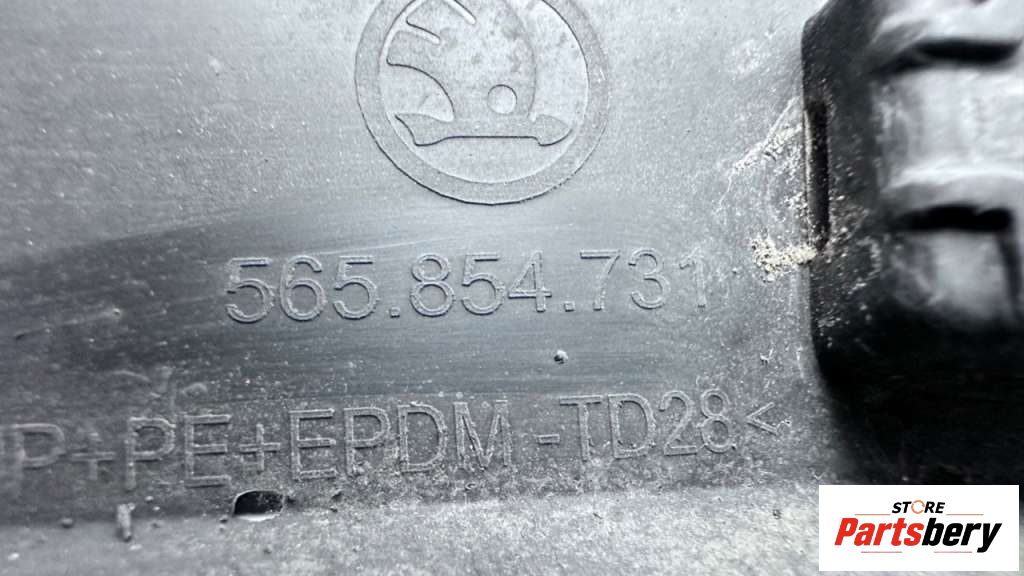 565.854.731
P+PE+EPDM-TD28<
STORE
Partsbery